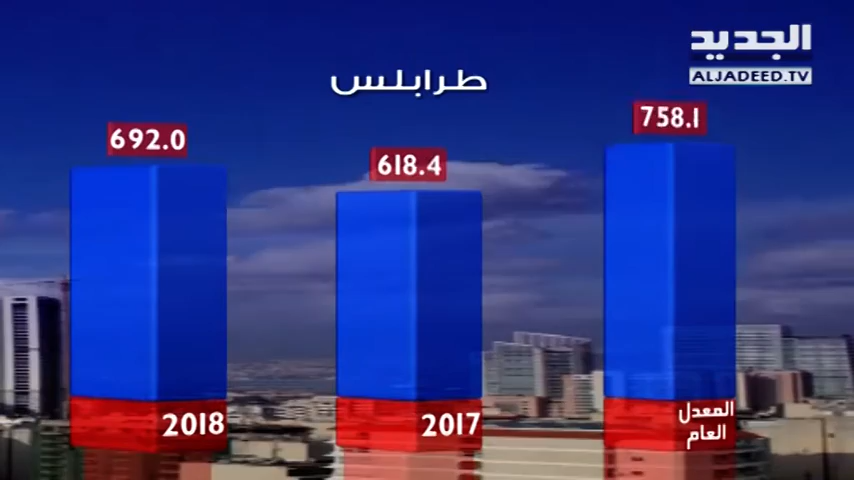 الجديد
ALJADEED.TV
طرابلس
758.1
618.4
692.0
المعدل
العام
2017
2018